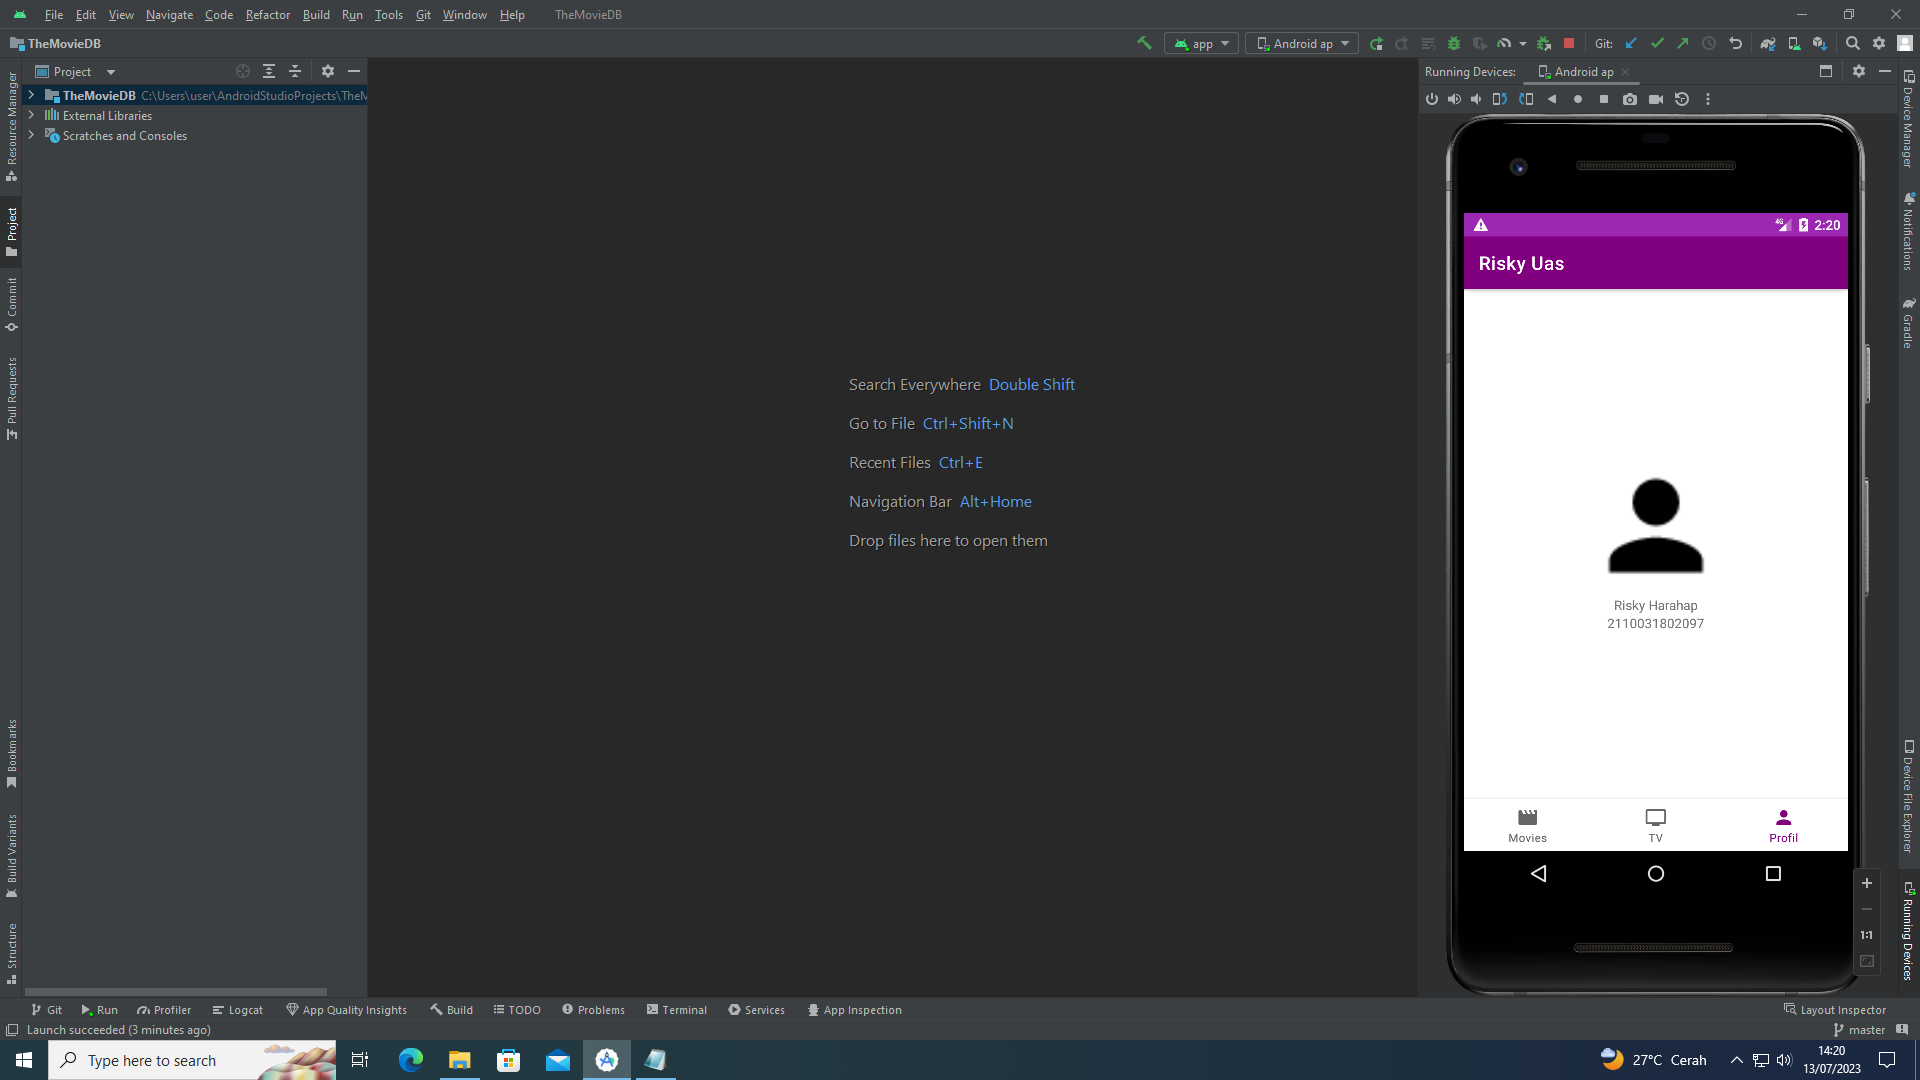 File Edit View Navigate Code Refactor Build Run Tools Git Window Help TheMovieDB
TheMovieDB
app
Android ap
Git:
Project
Running Devices: Android ap
TheMovieDB C:\Users\user\AndroidStudioProjects\TheM
External Libraries
Scratches and Consoles
Resource Manager
Project
Commit
Pull Requests
Bookmarks
Build Variants
Structure
Search Everywhere Double Shift
Go to File Ctrl+Shift+N
Recent Files Ctrl+E
Navigation Bar Alt+Home
Drop files here to open them
4G 2:20
Risky Uas
Risky Harahap
2110031802097
Movies TV Profil
1:1
Device Manager
Notifications
Gradle
Device File Explorer
Running Devices
Git Run Profiler Logcat App Quality Insights Build TODO Problems Terminal Services App Inspection Layout Inspector
Launch succeeded (3 minutes ago) master
Type here to search
27°C Cerah
14:20
13/07/2023